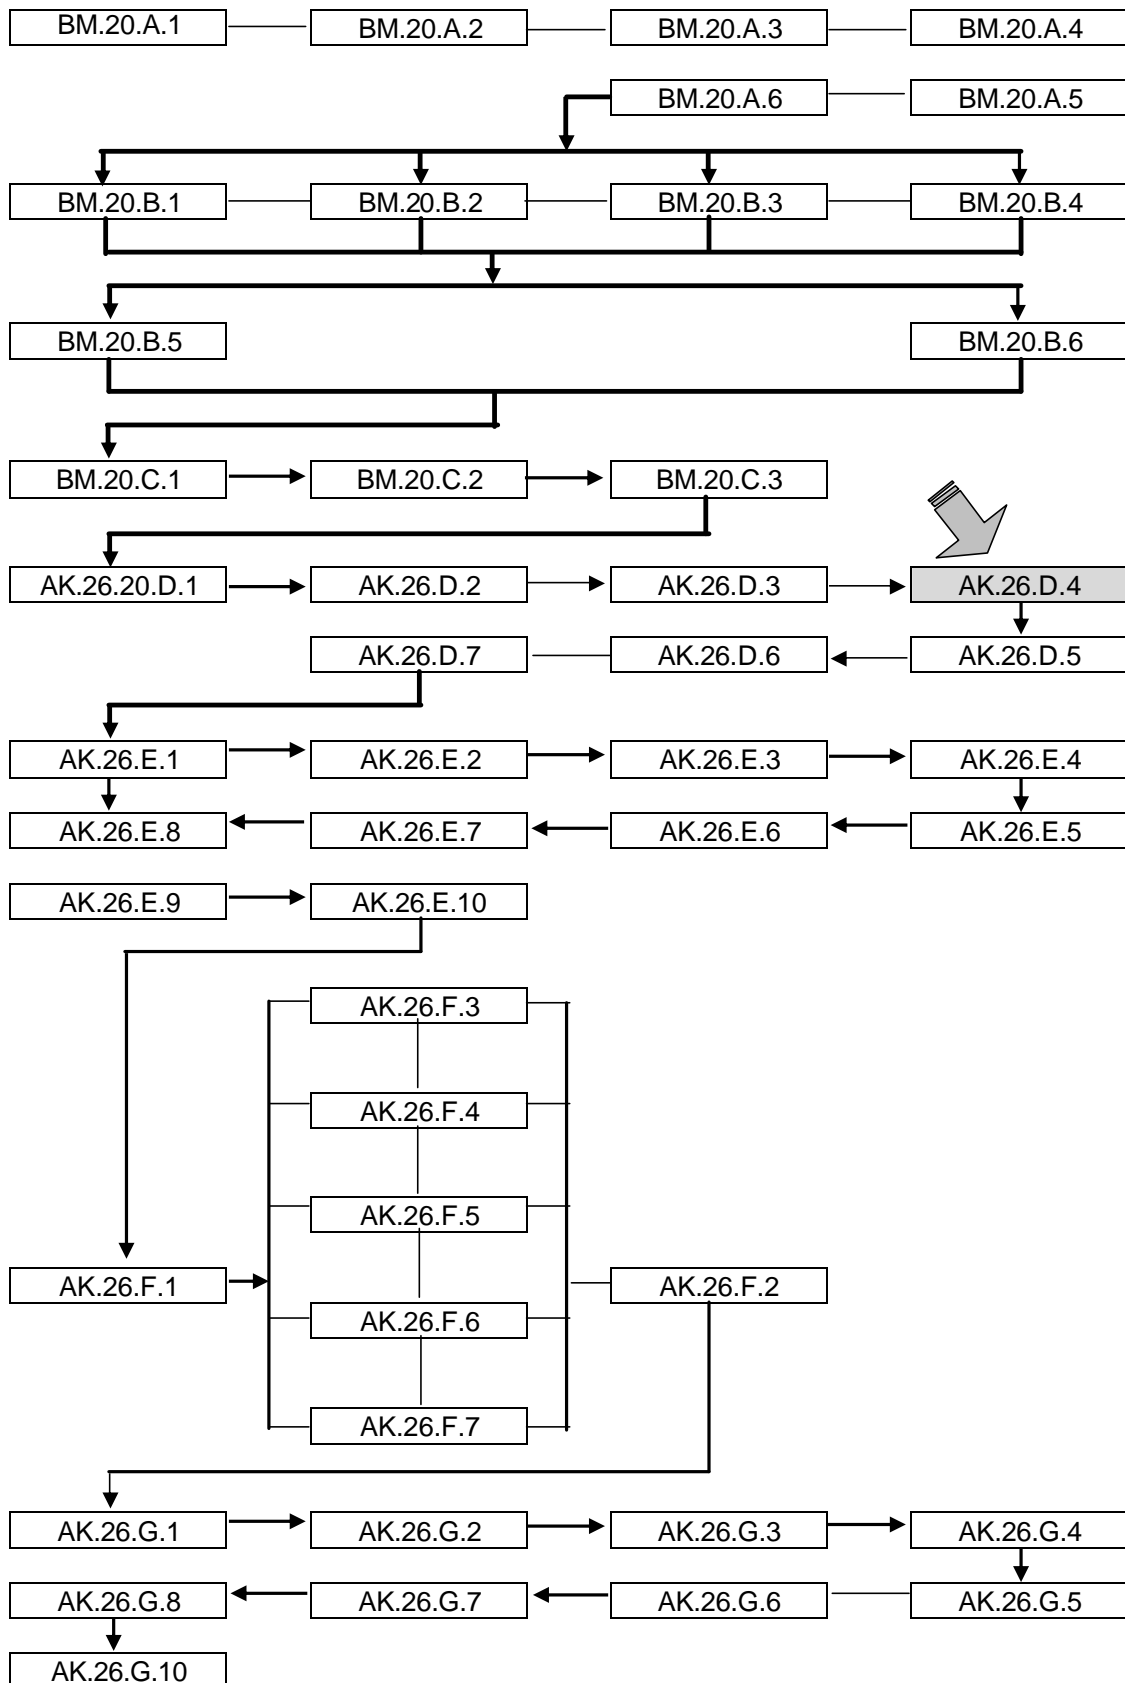 BM.20.A.1 BM.20.A.2 BM.20.A.3 BM.20.A.4
BM.20.A.6 BM.20.A.5
BM.20.B.1 BM.20.B.2 BM.20.B.3 BM.20.B.4
BM.20.B.5 BM.20.B.6
BM.20.C.1 BM.20.C.2 BM.20.C.3
AK.26.20.D.1 AK.26.D.2 AK.26.D.3 AK.26.D.4
AK.26.D.7 AK.26.D.6 AK.26.D.5
AK.26.E.1 AK.26.E.2 AK.26.E.3 AK.26.E.4
AK.26.E.8 AK.26.E.7 AK.26.E.6 AK.26.E.5
AK.26.E.9 AK.26.E.10
AK.26.F.3
AK.26.F.4
AK.26.F.5
AK.26.F.1 AK.26.F.2
AK.26.F.6
AK.26.F.7
AK.26.G.1 AK.26.G.2 AK.26.G.3 AK.26.G.4
AK.26.G.8 AK.26.G.7 AK.26.G.6 AK.26.G.5
AK.26.G.10